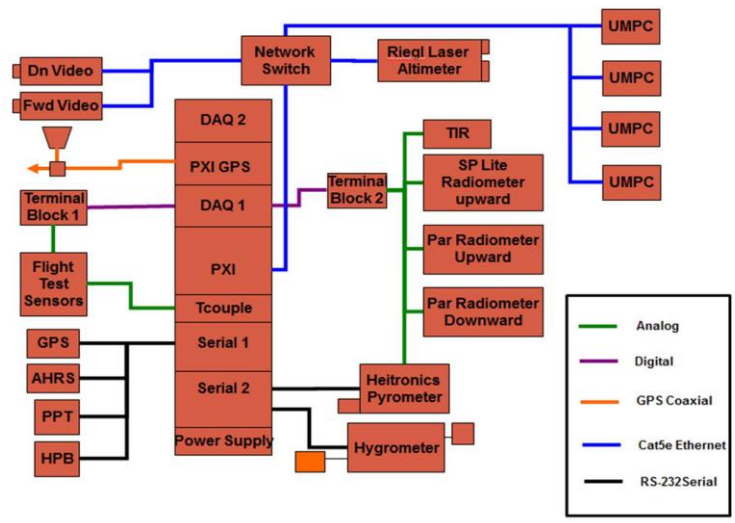 Network
Switch
Riegl Laser
Altimeter
UMPC
UMPC
UMPC
UMPC
Dn Video
Fwd Video
DAQ 2
PXI GPS
DAQ 1
PXI
Tcouple
Serial 1
Serial 2
Power Supply
Terminal
Block 1
Flight
Test
Sensors
GPS
AHRS
PPT
HPB
Terminal
Block 2
TIR
SP Lite
Radiometer
upward
Par Radiometer
Upward
Par Radiometer
Downward
Heitronics
Pyrometer
Hygrometer
Analog
Digital
GPS Coaxial
Cat5e Ethernet
RS-232Serial